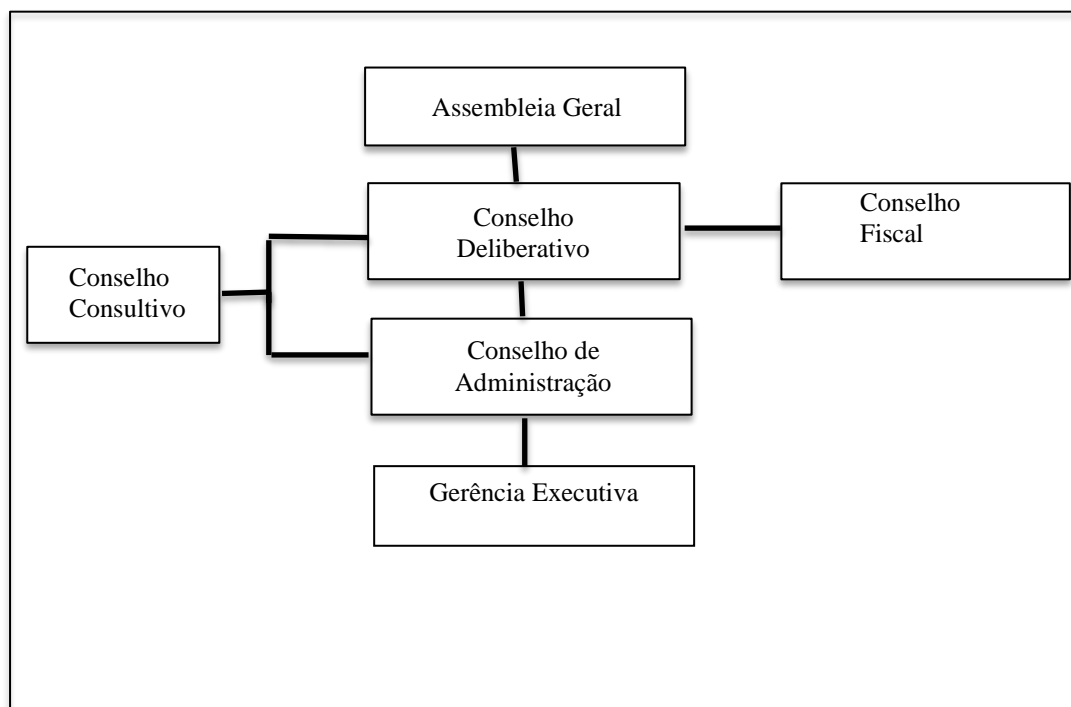 Assembleia Geral
Conselho
Deliberativo
Conselho
Fiscal
Conselho
Consultivo
Conselho de
Administração
Gerência Executiva